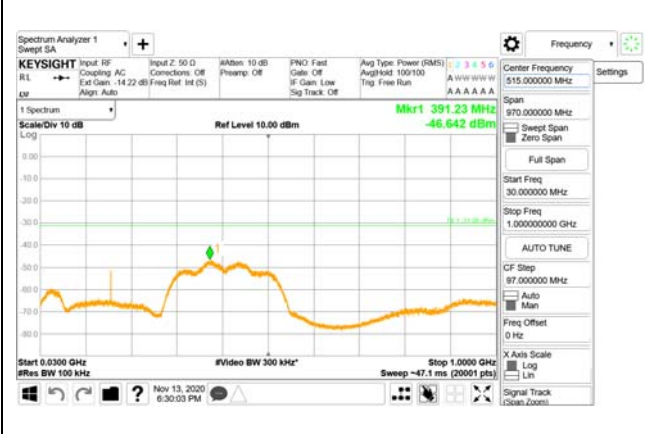 Spectrum Analyzer 1
Swept SA
Frequency
KEYSIGHT
Input: RF
Coupling: AC
Ext Gain: -14.22 dB
Align: Auto
Input Z: 50 Ω
Corrections: Off
Freq Ref: Int (S)
#Atten: 10 dB
Preamp: Off
PNO: Fast
Gate: Off
IF Gain: Low
Sig Track: Off
Avg Type: Power (RMS)
Avg|Hold: 100/100
Trig: Free Run
1 2 3 4 5 6
A W W W W W
A A A A A A
RL
1 Spectrum
Scale/Div 10 dB
Ref Level 10.00 dBm
Mkr1 391.23 MHz
-46.642 dBm
Log
0.00
-10.0
-20.0
-30.0
-40.0
-50.0
-60.0
-70.0
-80.0
1
Start 0.0300 GHz
#Res BW 100 kHz
#Video BW 300 kHz*
Stop 1.0000 GHz
Sweep ~47.1 ms (20001 pts)
Nov 13, 2020
6:30:03 PM
?
Center Frequency
515.000000 MHz
Settings
Span
970.000000 MHz
Swept Span
Zero Span
Full Span
Start Freq
30.000000 MHz
Stop Freq
1.000000000 GHz
AUTO TUNE
CF Step
97.000000 MHz
Auto
Man
Freq Offset
0 Hz
X Axis Scale
Log
Lin
Signal Track
(Span Zoom)